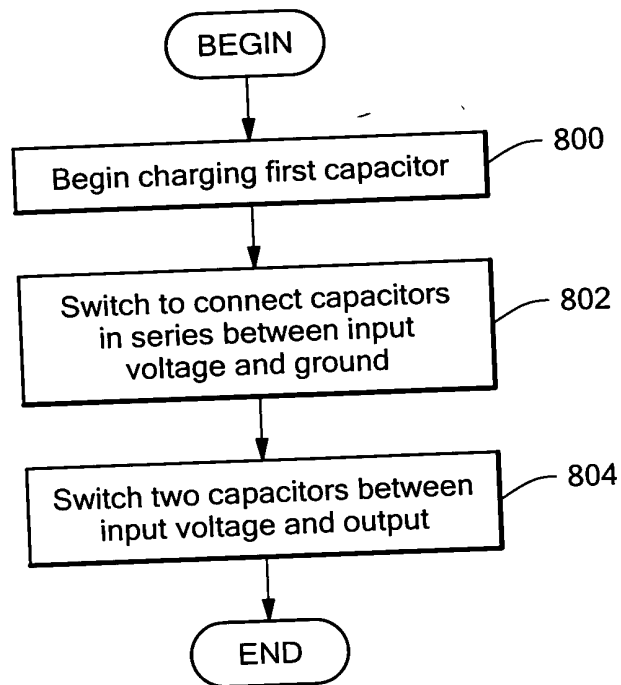 BEGIN
Begin charging first capacitor
800
Switch to connect capacitors
in series between input
voltage and ground
802
Switch two capacitors between
input voltage and output
804
END